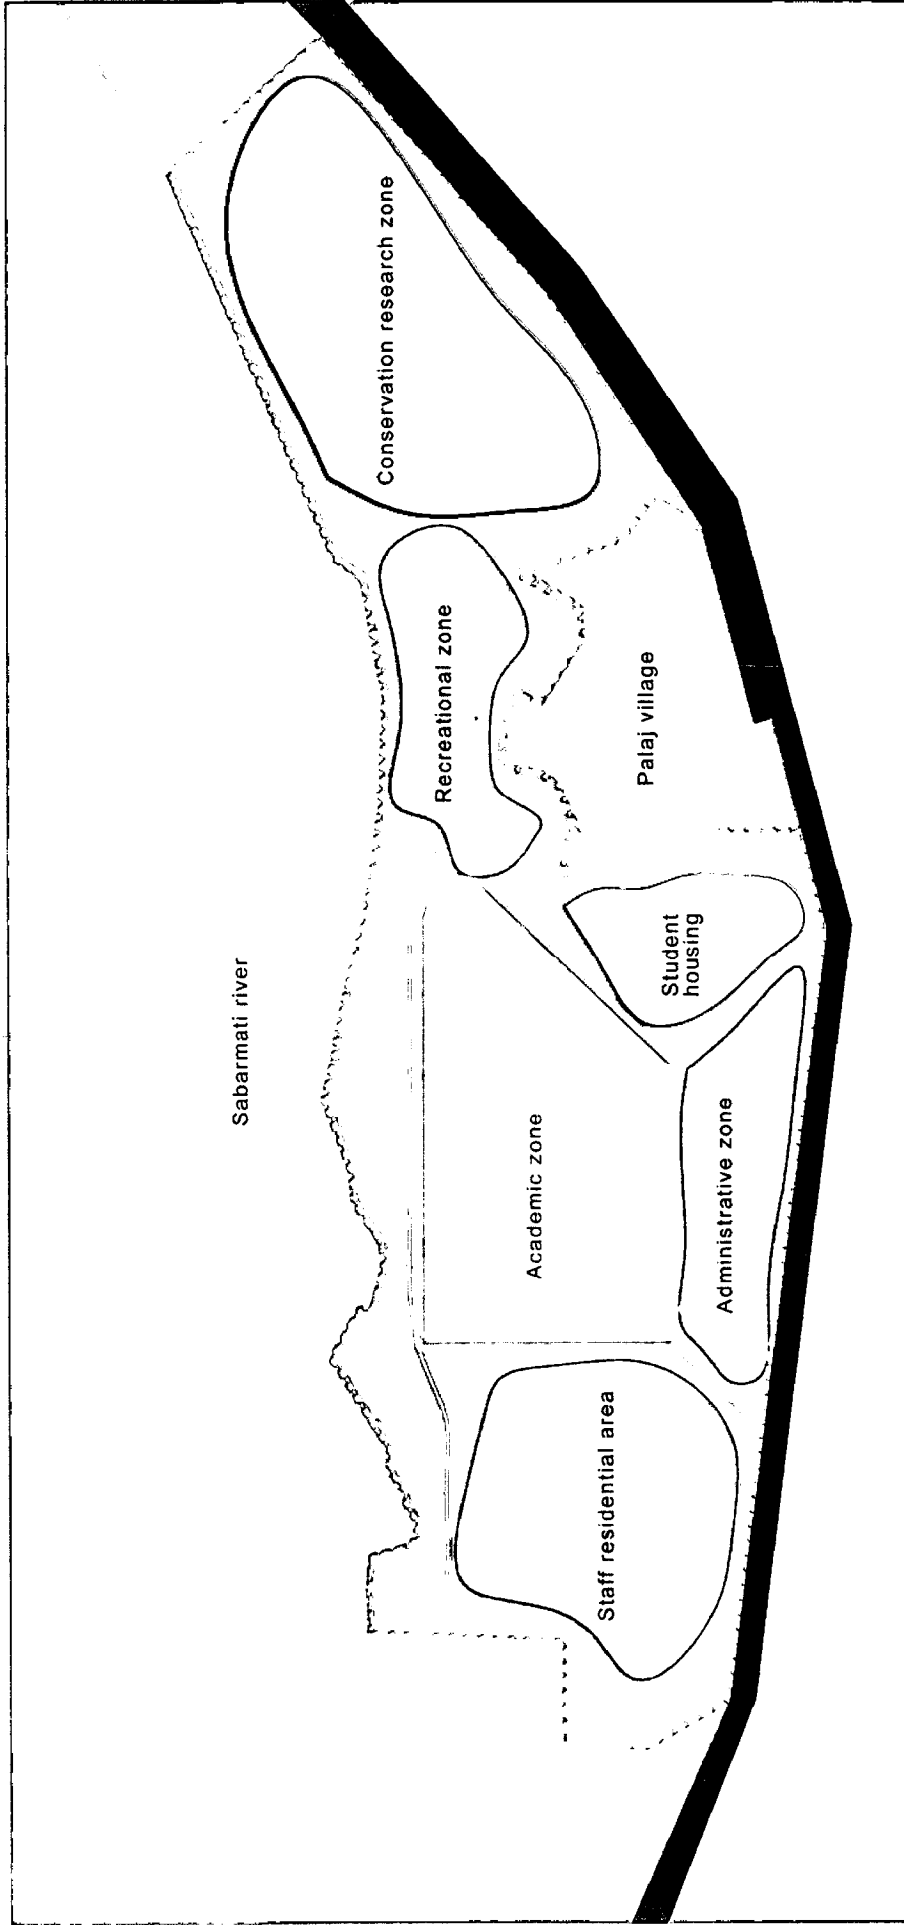 Sabarmati river
Conservation research zone
Recreational zone
Palaj village
Student
housing
Academic zone
Administrative zone
Staff residential area